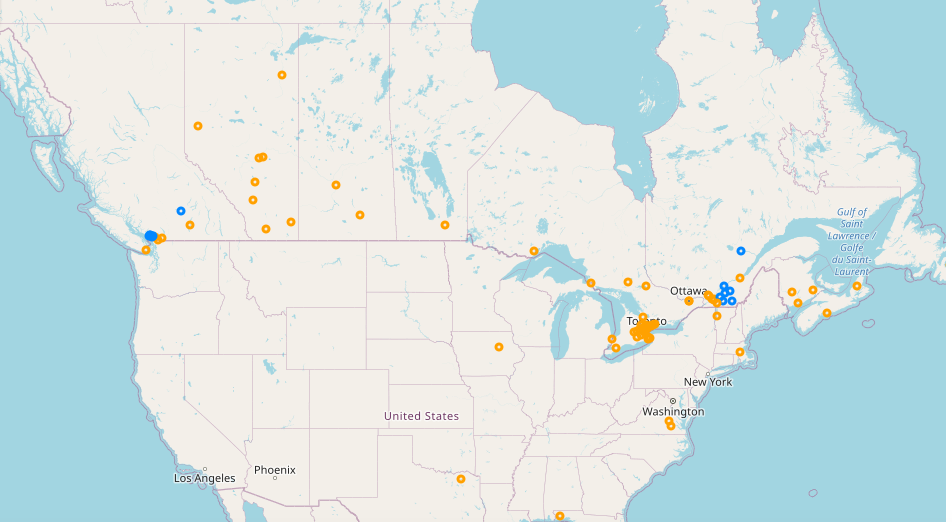 Gulf of
Saint
Lawrence /
Golfe
du Saint-
Laurent
Ottawa
Toronto
New York
Washington
United States
Phoenix
Los Angeles